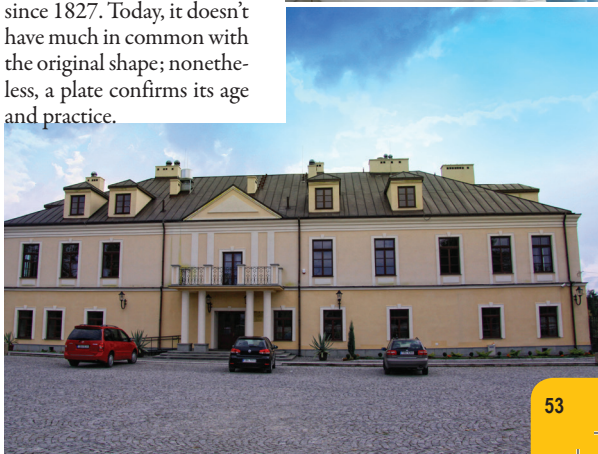 since 1827. Today, it doesn't
have much in common with
the original shape; nonethe-
less, a plate confirms its age
and practice.
53